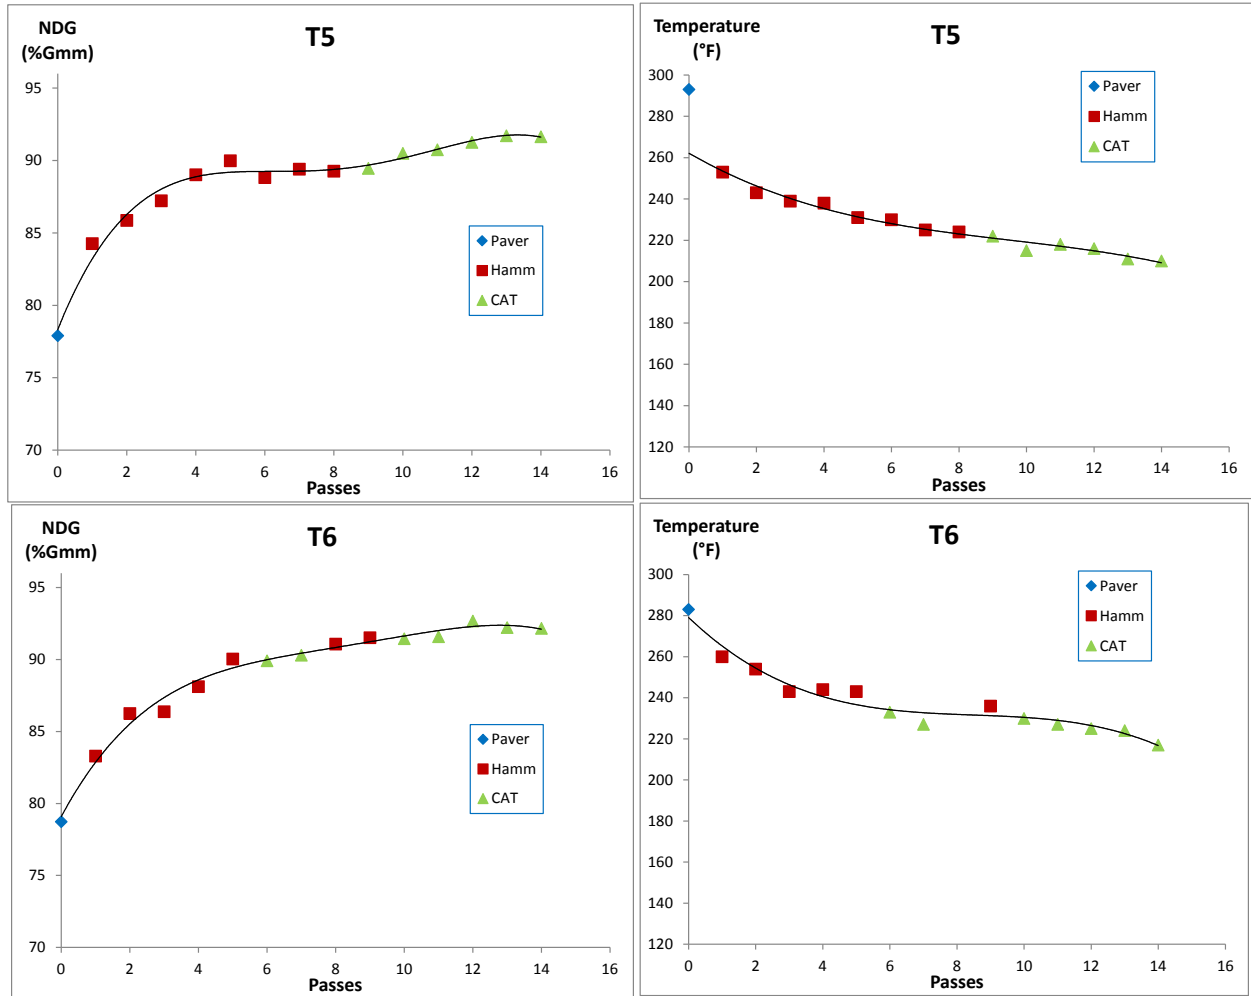 NDG
(%Gmm)
T5
95
90
85
80
75
70
0
2
4
6
8
10
12
14
16
Passes
Paver
Hamm
CAT
Temperature
(°F)
T5
300
280
260
240
220
200
180
160
140
120
0
2
4
6
8
10
12
14
16
Passes
Paver
Hamm
CAT
NDG
(%Gmm)
T6
95
90
85
80
75
70
0
2
4
6
8
10
12
14
16
Passes
Paver
Hamm
CAT
Temperature
(°F)
T6
300
280
260
240
220
200
180
160
140
120
0
2
4
6
8
10
12
14
16
Passes
Paver
Hamm
CAT